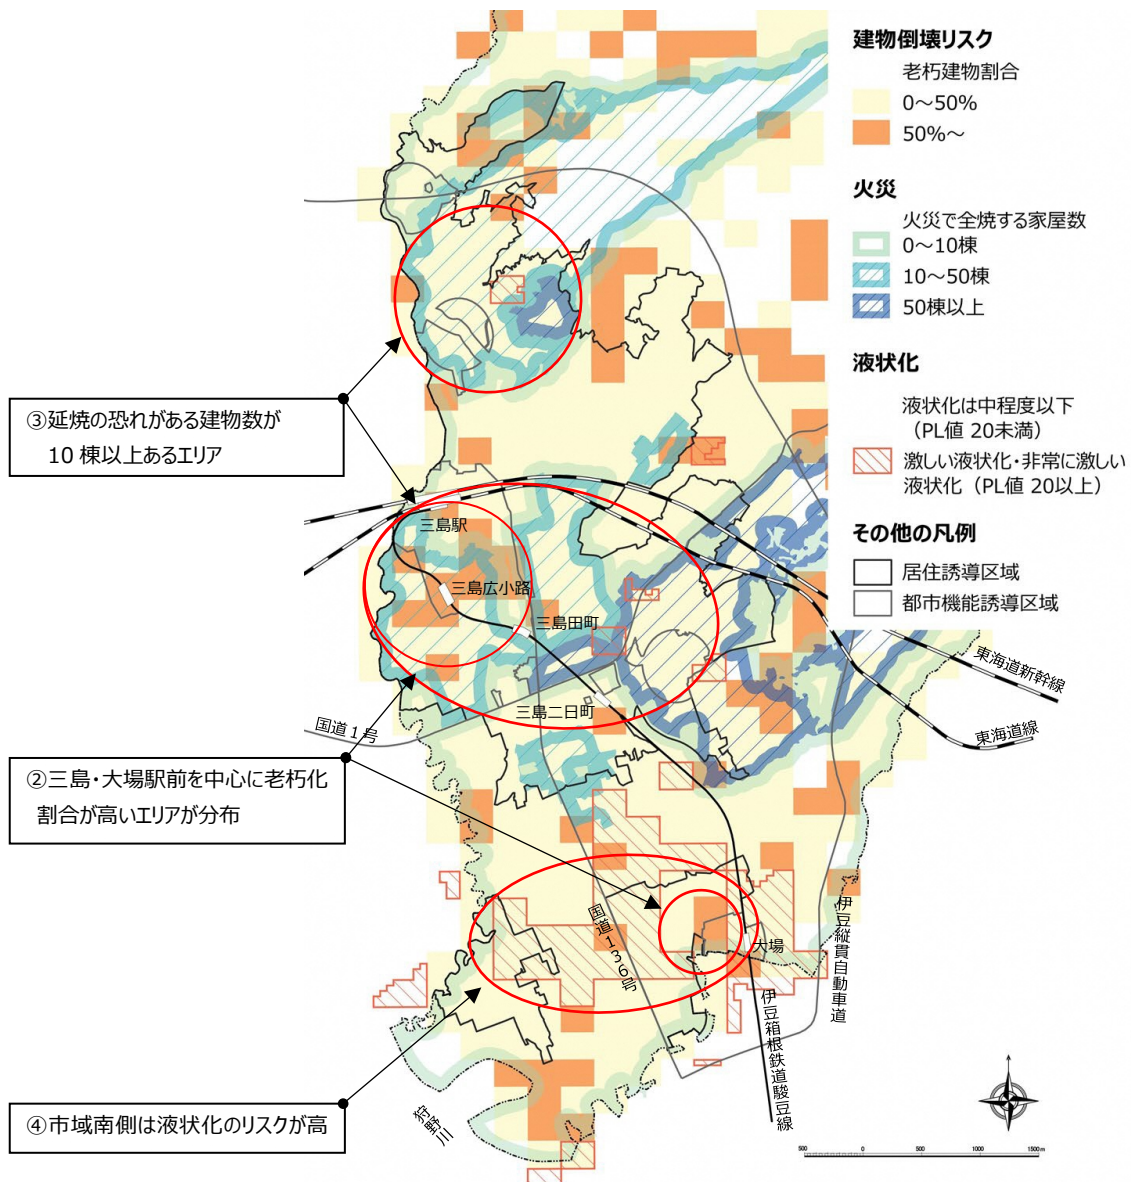 建物倒壊リスク
老朽建物割合
0～50%
50%～
火災
火災で全焼する家屋数
0～10棟
10～50棟
50棟以上
液状化
液状化は中程度以下
（PL値 20未満）
激しい液状化・非常に激しい
液状化（PL値 20以上）
その他の凡例
居住誘導区域
都市機能誘導区域
③延焼の恐れがある建物数が
10 棟以上あるエリア
三島駅
三島広小路
三島田町
三島二日町
国道1号
東海道新幹線
東海道線
②三島・大場駅前を中心に老朽化
割合が高いエリアが分布
国道136号
大場
伊豆縦貫自動車道
伊豆箱根鉄道駿豆線
④市域南側は液状化のリスクが高
狩野川
500
0
500
1000
1500m